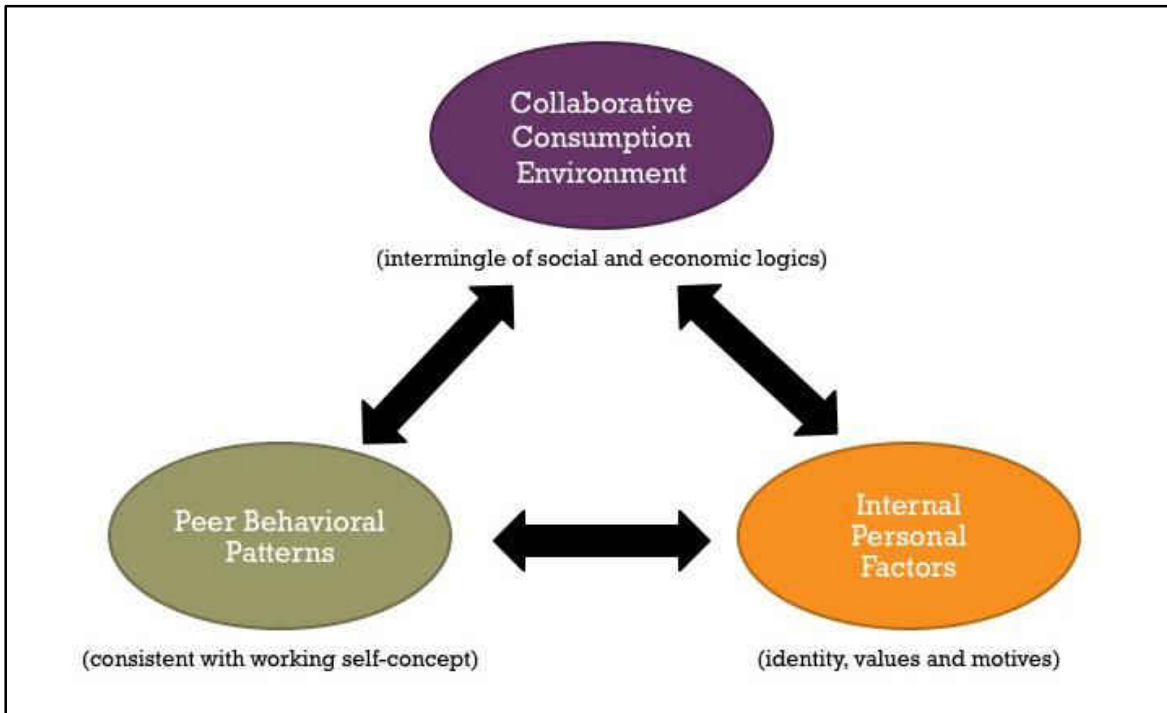 Collaborative
Consumption
Environment
(intermingle of social and economic logics)
Peer Behavioral
Patterns
(consistent with working self-concept)
Internal
Personal
Factors
(identity, values and motives)